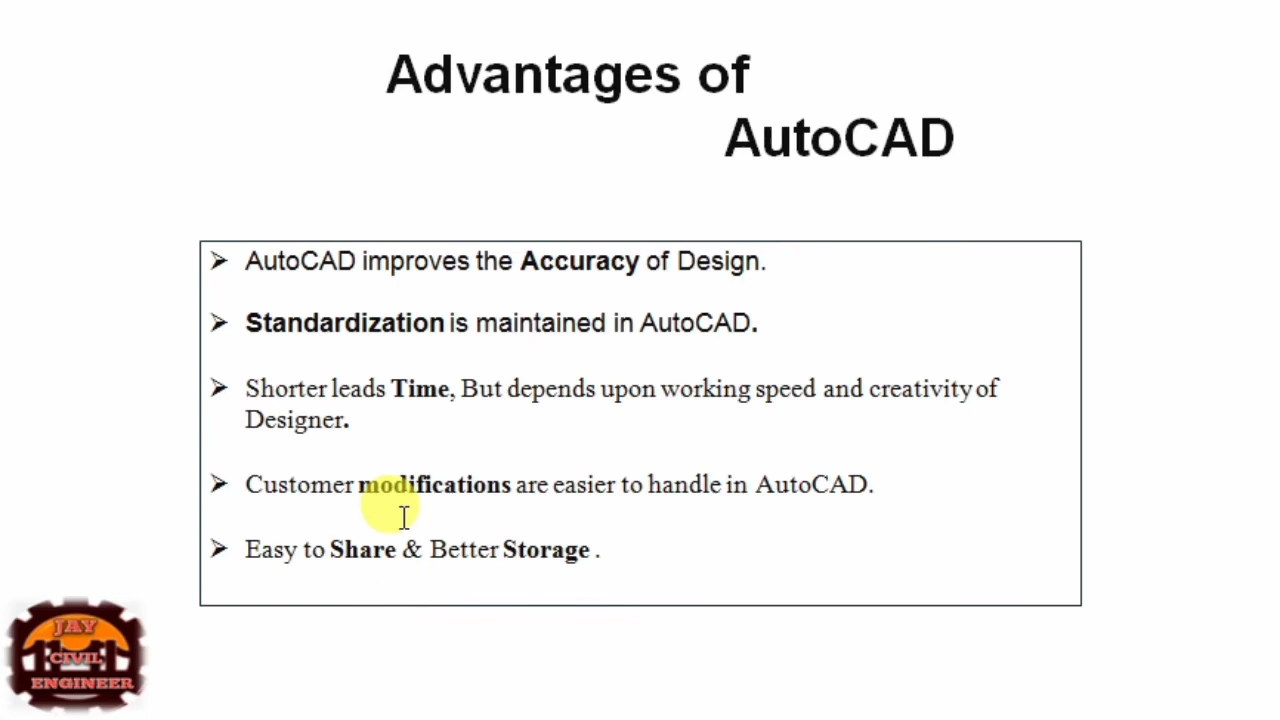 Advantages of
AutoCAD
➢ AutoCAD improves the Accuracy of Design.
➢ Standardization is maintained in AutoCAD.
➢ Shorter leads Time, But depends upon working speed and creativity of
Designer.
➢ Customer modifications are easier to handle in AutoCAD.
➢ Easy to Share & Better Storage .
JAY
CIVIL
ENGINEER